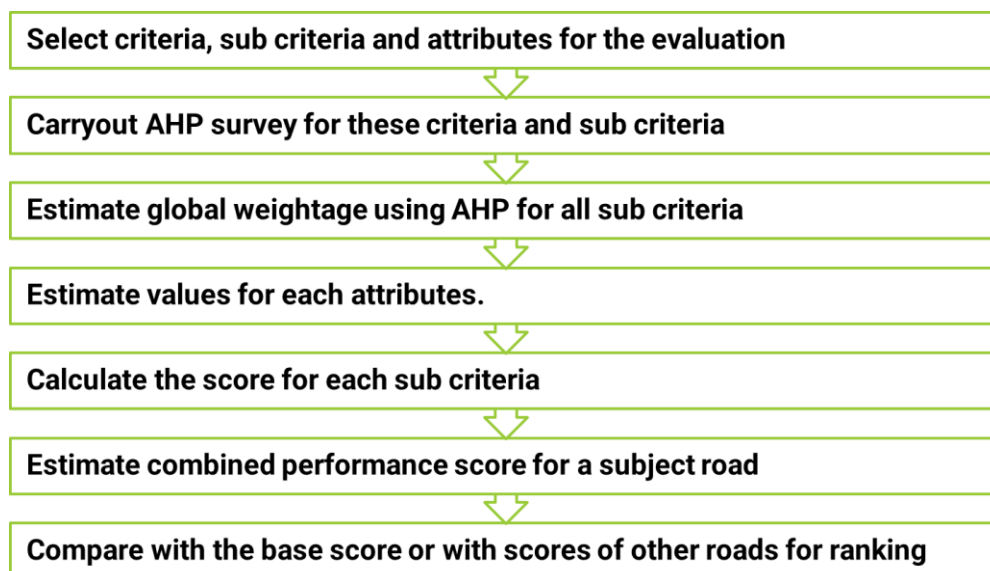 Select criteria, sub criteria and attributes for the evaluation
Carryout AHP survey for these criteria and sub criteria
Estimate global weightage using AHP for all sub criteria
Estimate values for each attributes.
Calculate the score for each sub criteria
Estimate combined performance score for a subject road
Compare with the base score or with scores of other roads for ranking